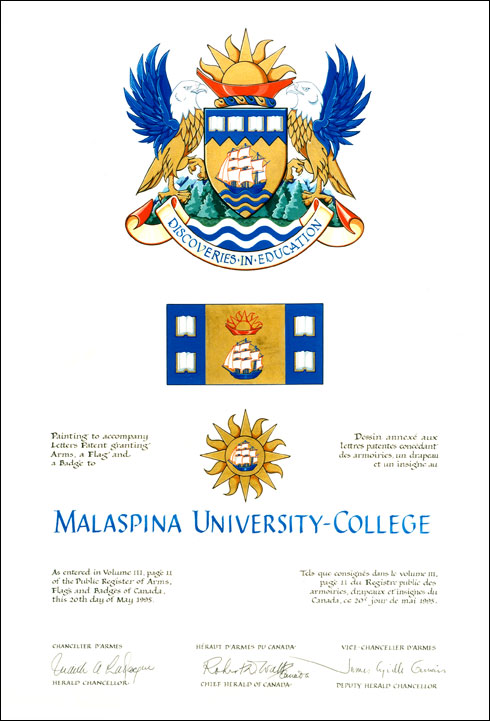 DISCOVERIES·IN·EDUCATION
Painting to accompany
Letters Patent granting
Arms, a Flag and
a Badge to
Dessin annexé aux
lettres patentes concédant
des armoiries, un drapeau
et un insigne au
MALASPINA UNIVERSITY-COLLEGE
As entered in Volume III, page 11
of the Public Register of Arms,
Flags and Badges of Canada,
this 20th day of May 1995.
Tels que consignés dans le volume III,
page 11 du Registre public des
armoiries, drapeaux et insignes du
Canada, ce 20e jour de mai 1995.
CHANCELIER D'ARMES
HERALD CHANCELLOR
HÉRAUT D'ARMES DU CANADA
CHIEF HERALD OF CANADA
VICE-CHANCELIER D'ARMES
DEPUTY HERALD CHANCELLOR